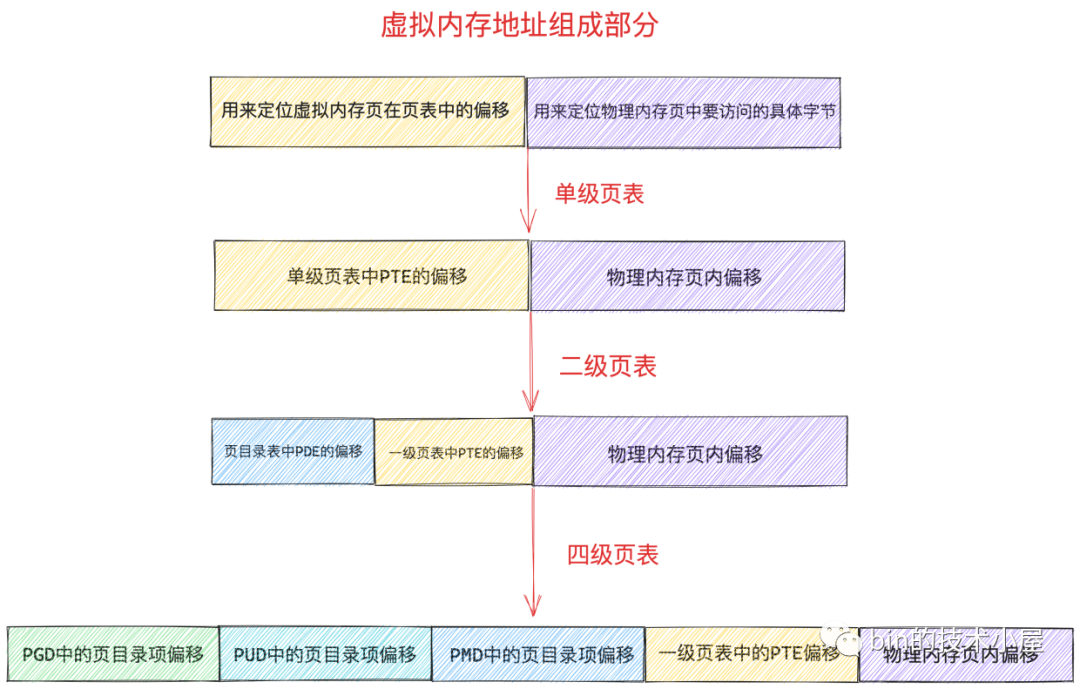 虚拟内存地址组成部分
用来定位虚拟内存页在页表中的偏移
用来定位物理内存页中要访问的具体字节
单级页表
单级页表中PTE的偏移
物理内存页内偏移
二级页表
页目录表中PDE的偏移
一级页表中PTE的偏移
物理内存页内偏移
四级页表
PGD中的页目录项偏移
PUD中的页目录项偏移
PMD中的页目录项偏移
一级页表中的PTE偏移
物理内存页内偏移
bin的技术小屋